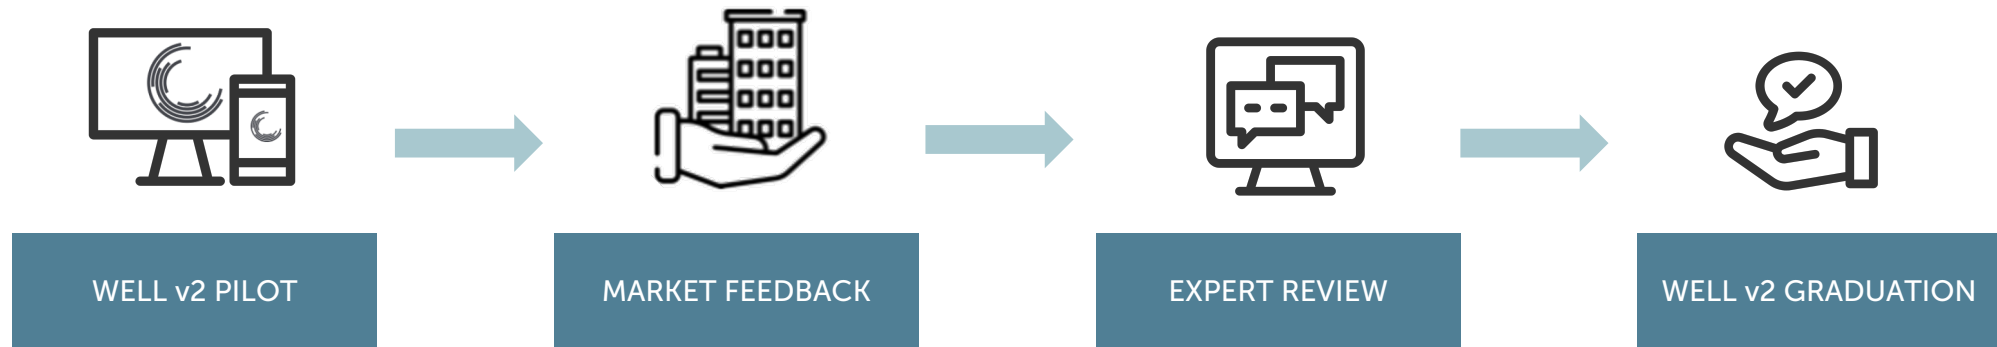 WELL v2 PILOT
MARKET FEEDBACK
EXPERT REVIEW
WELL v2 GRADUATION